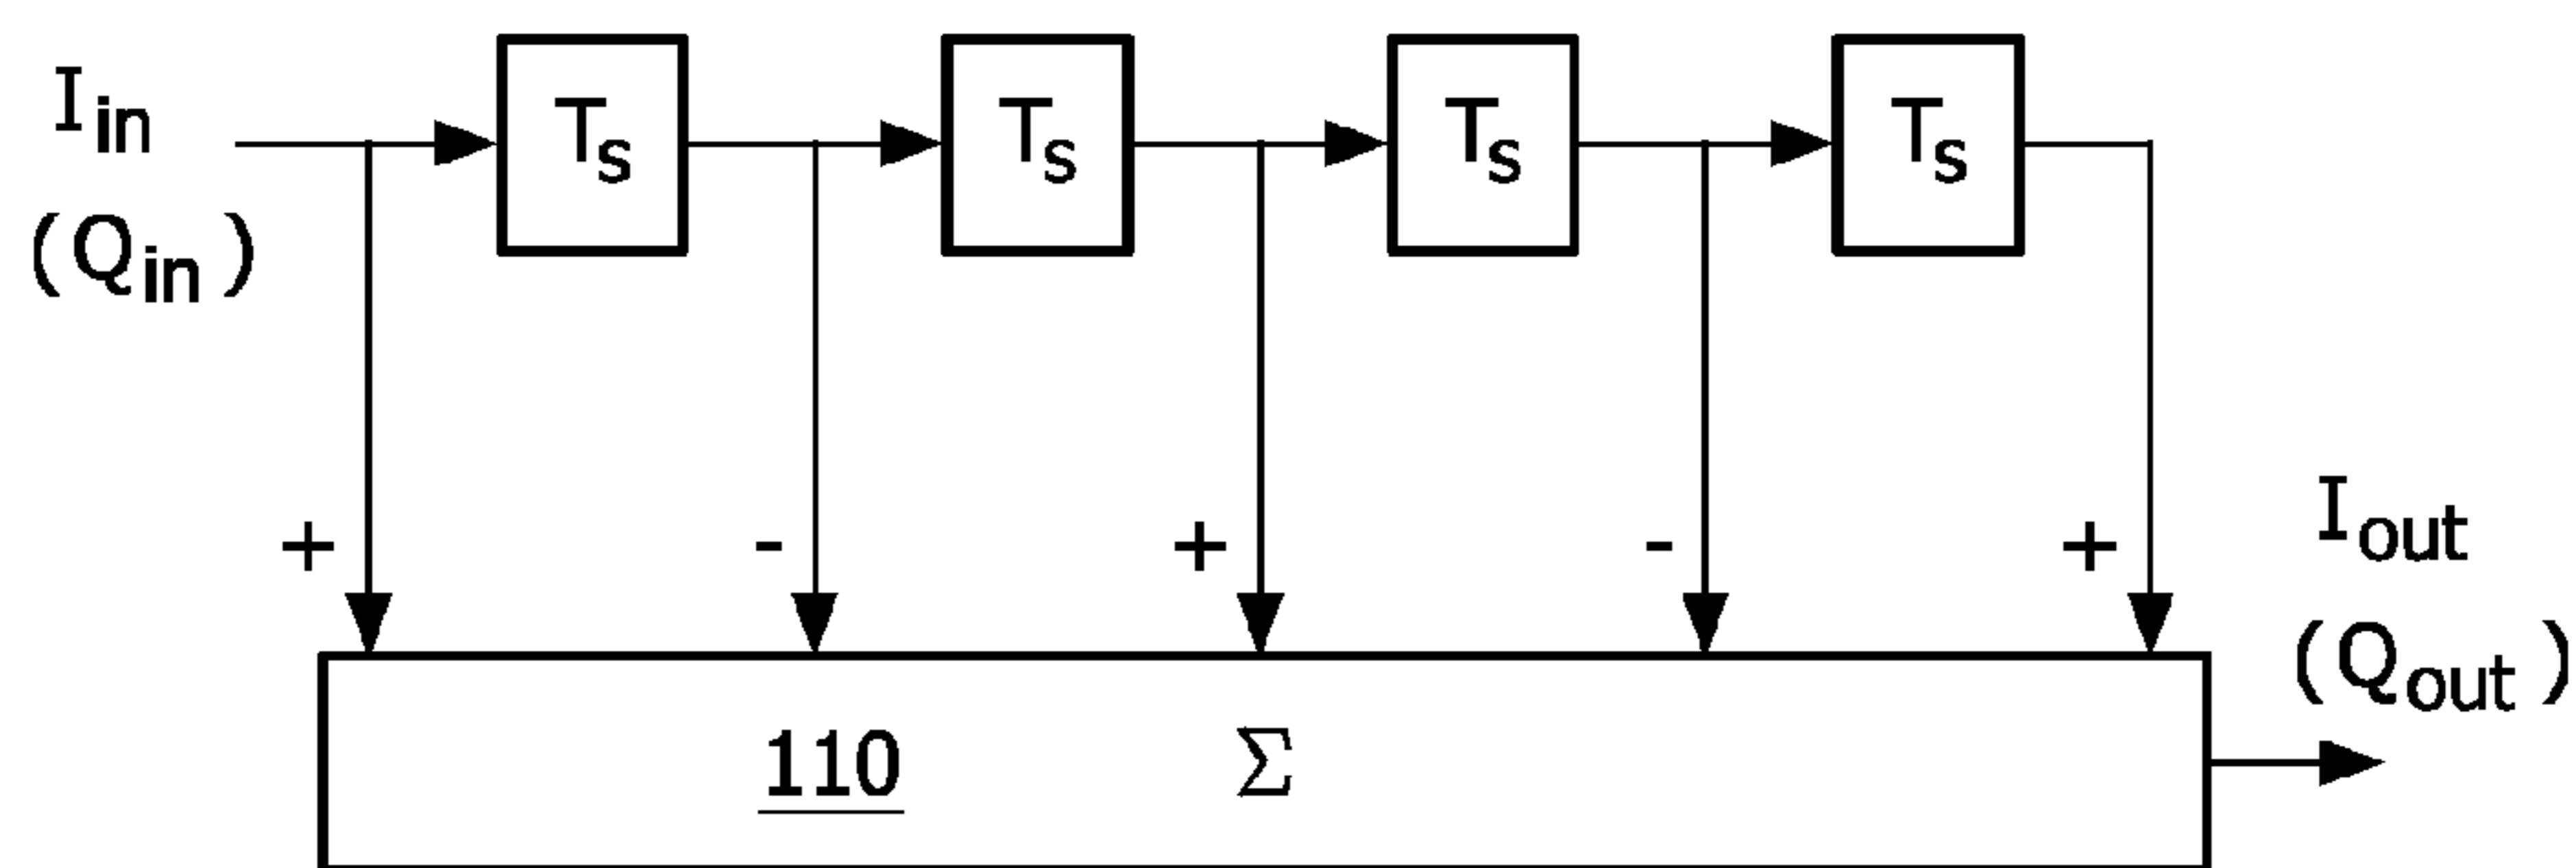 I_in
(Q_in)
T_s
T_s
T_s
T_s
+
-
+
-
+
I_out
(Q_out)
110
Σ